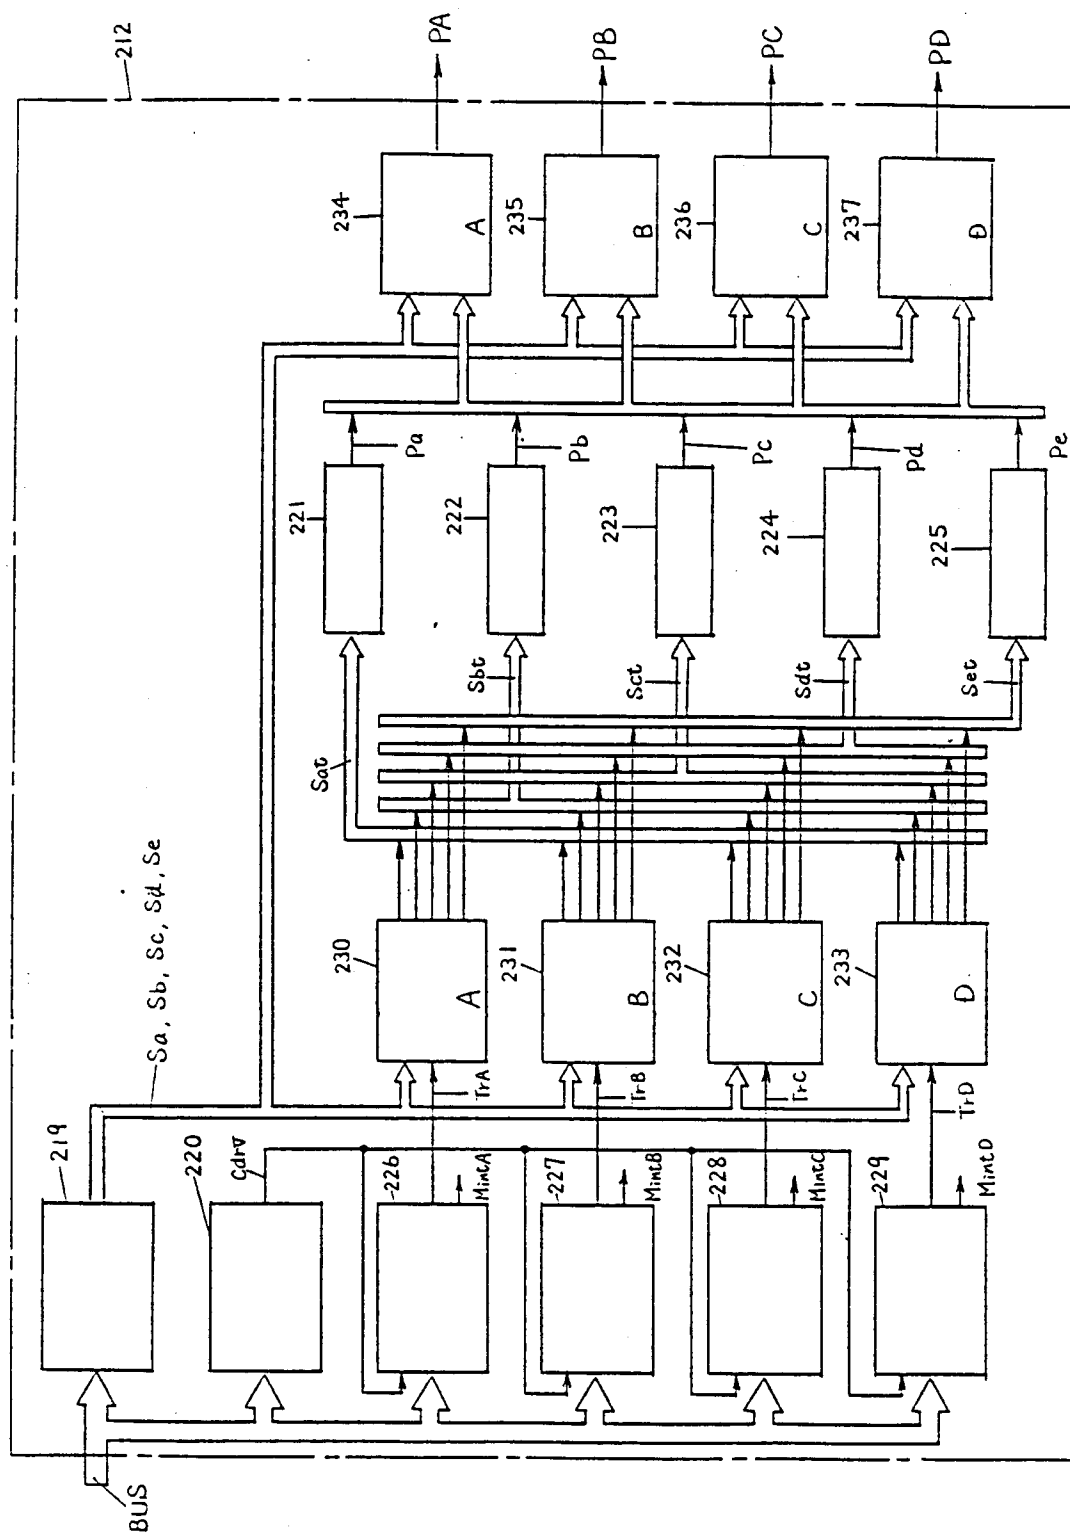 212
BUS
219
Sa, Sb, Sc, Sd, Se
220
Cdrv
226
MintA
TrA
227
MintB
TrB
228
MintC
TrC
229
MintD
TrD
230
A
231
B
232
C
233
D
Sat
Sbt
Sct
Sdt
Set
221
Pa
222
Pb
223
Pc
224
Pd
225
Pe
234
A
PA
235
B
PB
236
C
PC
237
D
PD